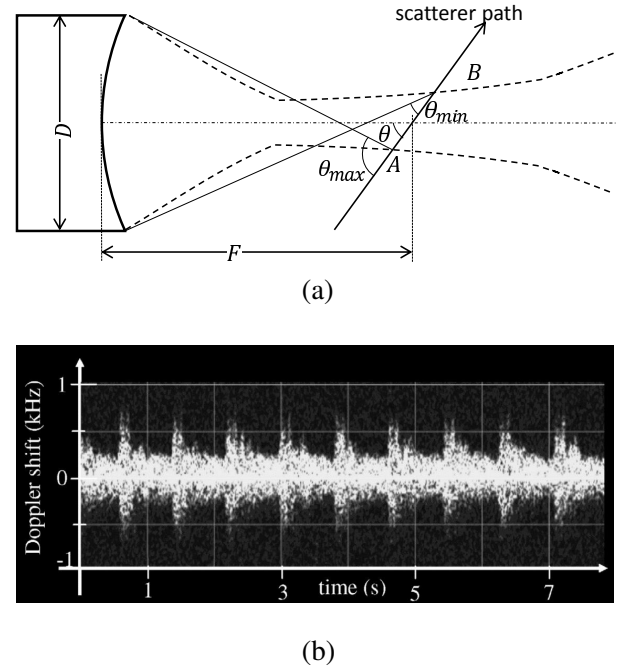 scatterer path
B
θmin
D
θ
A
θmax
F
(a)
1
Doppler shift (kHz)
0
-1
1
3
time (s)
5
7
(b)